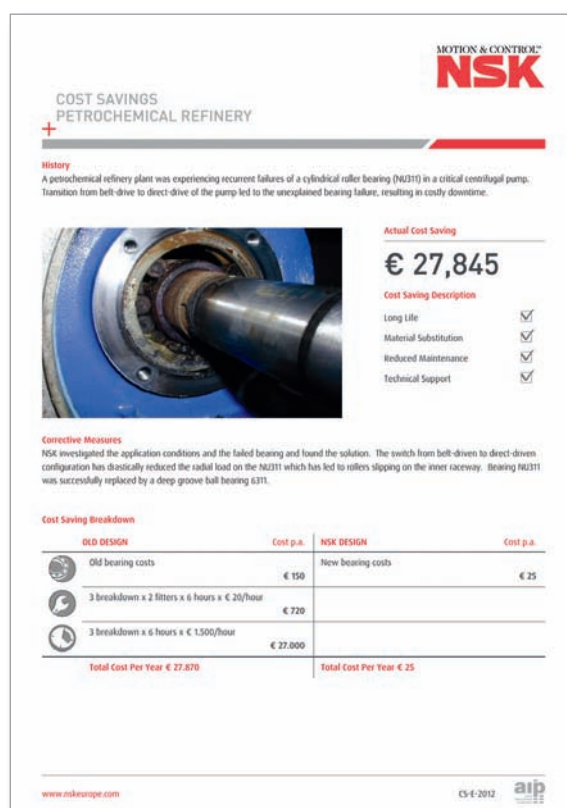 MOTION & CONTROL™
NSK
COST SAVINGS
PETROCHEMICAL REFINERY
History
A petrochemical refinery plant was experiencing recurrent failures of a cylindrical roller bearing (NU311) in a critical centrifugal pump.
Transition from belt-drive to direct-drive of the pump led to the unexplained bearing failure, resulting in costly downtime.
Actual Cost Saving
€ 27,845
Cost Saving Description
Long Life
Material Substitution
Reduced Maintenance
Technical Support
Corrective Measures
NSK investigated the application conditions and the failed bearing and found the solution. The switch from belt-driven to direct-driven
configuration has drastically reduced the radial load on the NU311 which has led to rollers slipping on the inner raceway. Bearing NU311
was successfully replaced by a deep groove ball bearing 6311.
Cost Saving Breakdown
OLD DESIGN Cost p.a. NSK DESIGN Cost p.a.
Old bearing costs New bearing costs
€ 150 € 25
3 breakdown x 2 fitters x 6 hours x € 20/hour
€ 720
3 breakdown x 6 hours x € 1.500/hour
€ 27.000
Total Cost Per Year € 27.870 Total Cost Per Year € 25
www.nskeurope.com CS-E-2012 aip